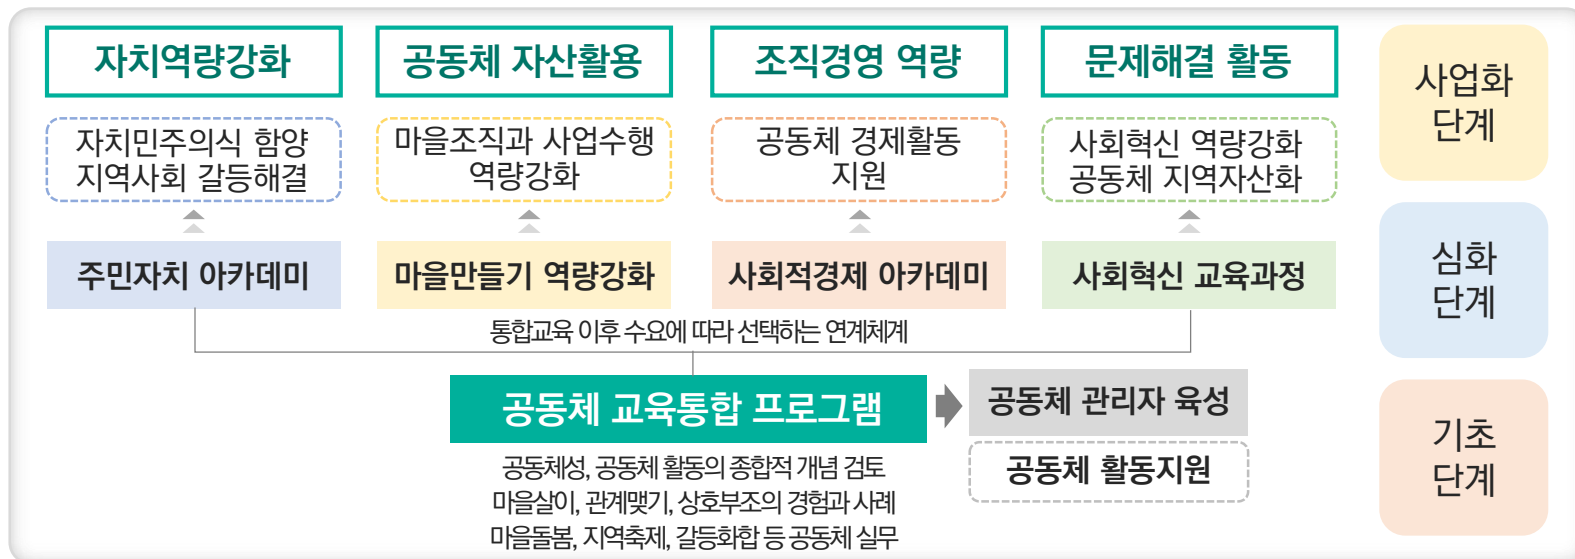 자치역량강화
공동체 자산활용
조직경영 역량
문제해결 활동
사업화
단계
자치민주의식 함양
지역사회 갈등해결
마을조직과 사업수행
역량강화
공동체 경제활동
지원
사회혁신 역량강화
공동체 지역자산화
주민자치 아카데미
마을만들기 역량강화
사회적경제 아카데미
사회혁신 교육과정
심화
단계
통합교육 이후 수요에 따라 선택하는 연계체계
공동체 교육통합 프로그램
공동체 관리자 육성
공동체 활동지원
기초
단계
공동체성, 공동체 활동의 종합적 개념 검토
마을살이, 관계맺기, 상호부조의 경험과 사례
마을돌봄, 지역축제, 갈등화합 등 공동체 실무